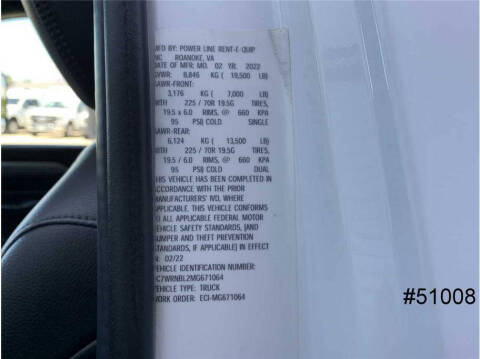 MFD BY: POWER LINE RENT-E-QUIP
INC ROANOKE, VA
DATE OF MFR: MO. 02 YR. 2022
GVWR: 8,846 KG ( 19,500 LB)
GAWR-FRONT:
3,176 KG ( 7,000 LB)
WITH 225 / 70R 19.5G TIRES,
19.5 x 6.0 RIMS, @ 660 KPA
95 PSI) COLD SINGLE
GAWR-REAR:
6,124 KG ( 13,500 LB)
WITH 225 / 70R 19.5G TIRES,
19.5 / 6.0 RIMS, @ 660 KPA
95 PSI) COLD DUAL
THIS VEHICLE HAS BEEN COMPLETED IN
ACCORDANCE WITH THE PRIOR
MANUFACTURERS' IVD, WHERE
APPLICABLE, THIS VEHICLE CONFORMS
TO ALL APPLICABLE FEDERAL MOTOR
VEHICLE SAFETY STANDARDS, [AND
BUMPER AND THEFT PREVENTION
STANDARDS, IF APPLICABLE] IN EFFECT
IN 02/22
VEHICLE IDENTIFICATION NUMBER:
C7WRNBL2MG671064
VEHICLE TYPE: TRUCK
WORK ORDER: ECI-MG671064
#51008